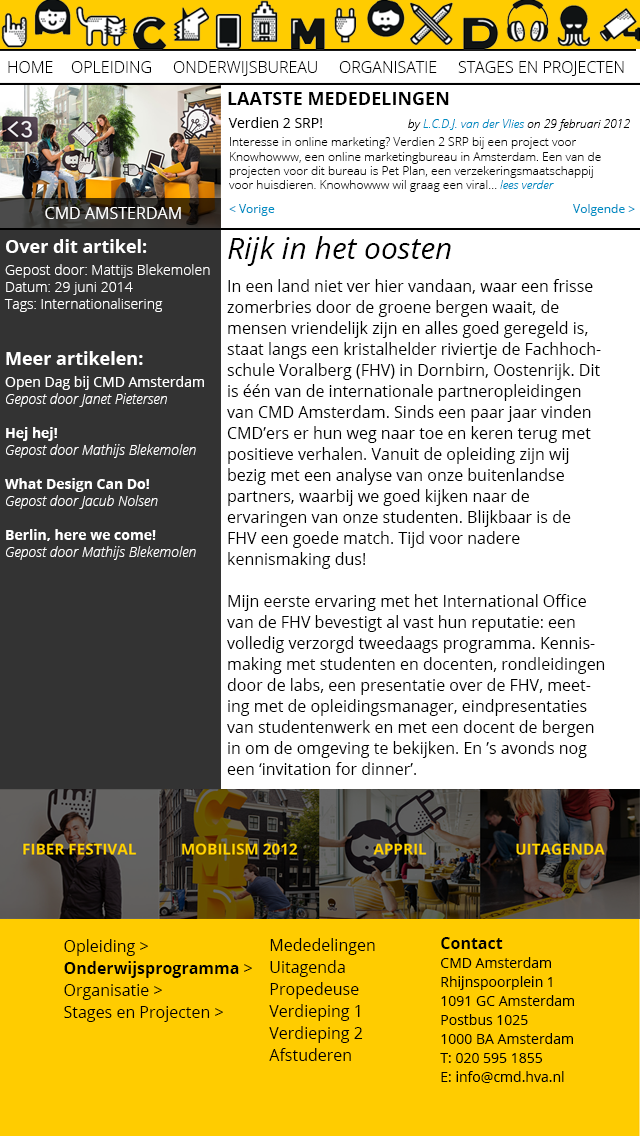 C M D
HOME OPLEIDING ONDERWIJSBUREAU ORGANISATIE STAGES EN PROJECTEN
<3
CMD AMSTERDAM
LAATSTE MEDEDELINGEN
Verdien 2 SRP! by L.C.D.J. van der Vlies on 29 februari 2012
Interesse in online marketing? Verdien 2 SRP bij een project voor
Knowhowww, een online marketingbureau in Amsterdam. Een van de
projecten voor dit bureau is Pet Plan, een verzekeringsmaatschappij
voor huisdieren. Knowhowww wil graag een viral... lees verder
< Vorige Volgende >
Over dit artikel:
Gepost door: Mattijs Blekemolen
Datum: 29 juni 2014
Tags: Internationalisering
Meer artikelen:
Open Dag bij CMD Amsterdam
Gepost door Janet Pietersen
Hej hej!
Gepost door Mathijs Blekemolen
What Design Can Do!
Gepost door Jacub Nolsen
Berlin, here we come!
Gepost door Mathijs Blekemolen
Rijk in het oosten
In een land niet ver hier vandaan, waar een frisse
zomerbries door de groene bergen waait, de
mensen vriendelijk zijn en alles goed geregeld is,
staat langs een kristalhelder riviertje de Fachhoch-
schule Voralberg (FHV) in Dornbirn, Oostenrijk. Dit
is één van de internationale partneropleidingen
van CMD Amsterdam. Sinds een paar jaar vinden
CMD’ers er hun weg naar toe en keren terug met
positieve verhalen. Vanuit de opleiding zijn wij
bezig met een analyse van onze buitenlandse
partners, waarbij we goed kijken naar de
ervaringen van onze studenten. Blijkbaar is de
FHV een goede match. Tijd voor nadere
kennismaking dus!
Mijn eerste ervaring met het International Office
van de FHV bevestigt al vast hun reputatie: een
volledig verzorgd tweedaags programma. Kennis-
making met studenten en docenten, rondleidingen
door de labs, een presentatie over de FHV, meet-
ing met de opleidingsmanager, eindpresentaties
van studentenwerk en met een docent de bergen
in om de omgeving te bekijken. En ’s avonds nog
een ‘invitation for dinner’.
FIBER FESTIVAL MOBILISM 2012 APPRIL UITAGENDA
Opleiding >
Onderwijsprogramma >
Organisatie >
Stages en Projecten >
Mededelingen
Uitagenda
Propedeuse
Verdieping 1
Verdieping 2
Afstuderen
Contact
CMD Amsterdam
Rhijnspoorplein 1
1091 GC Amsterdam
Postbus 1025
1000 BA Amsterdam
T: 020 595 1855
E: info@cmd.hva.nl